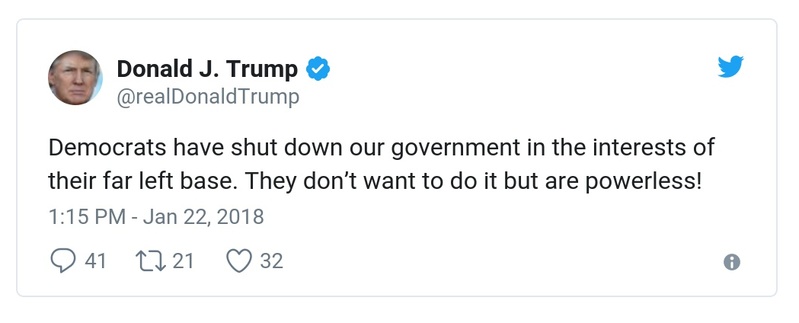 Donald J. Trump
@realDonaldTrump
Democrats have shut down our government in the interests of
their far left base. They don’t want to do it but are powerless!
1:15 PM - Jan 22, 2018
41 21 32